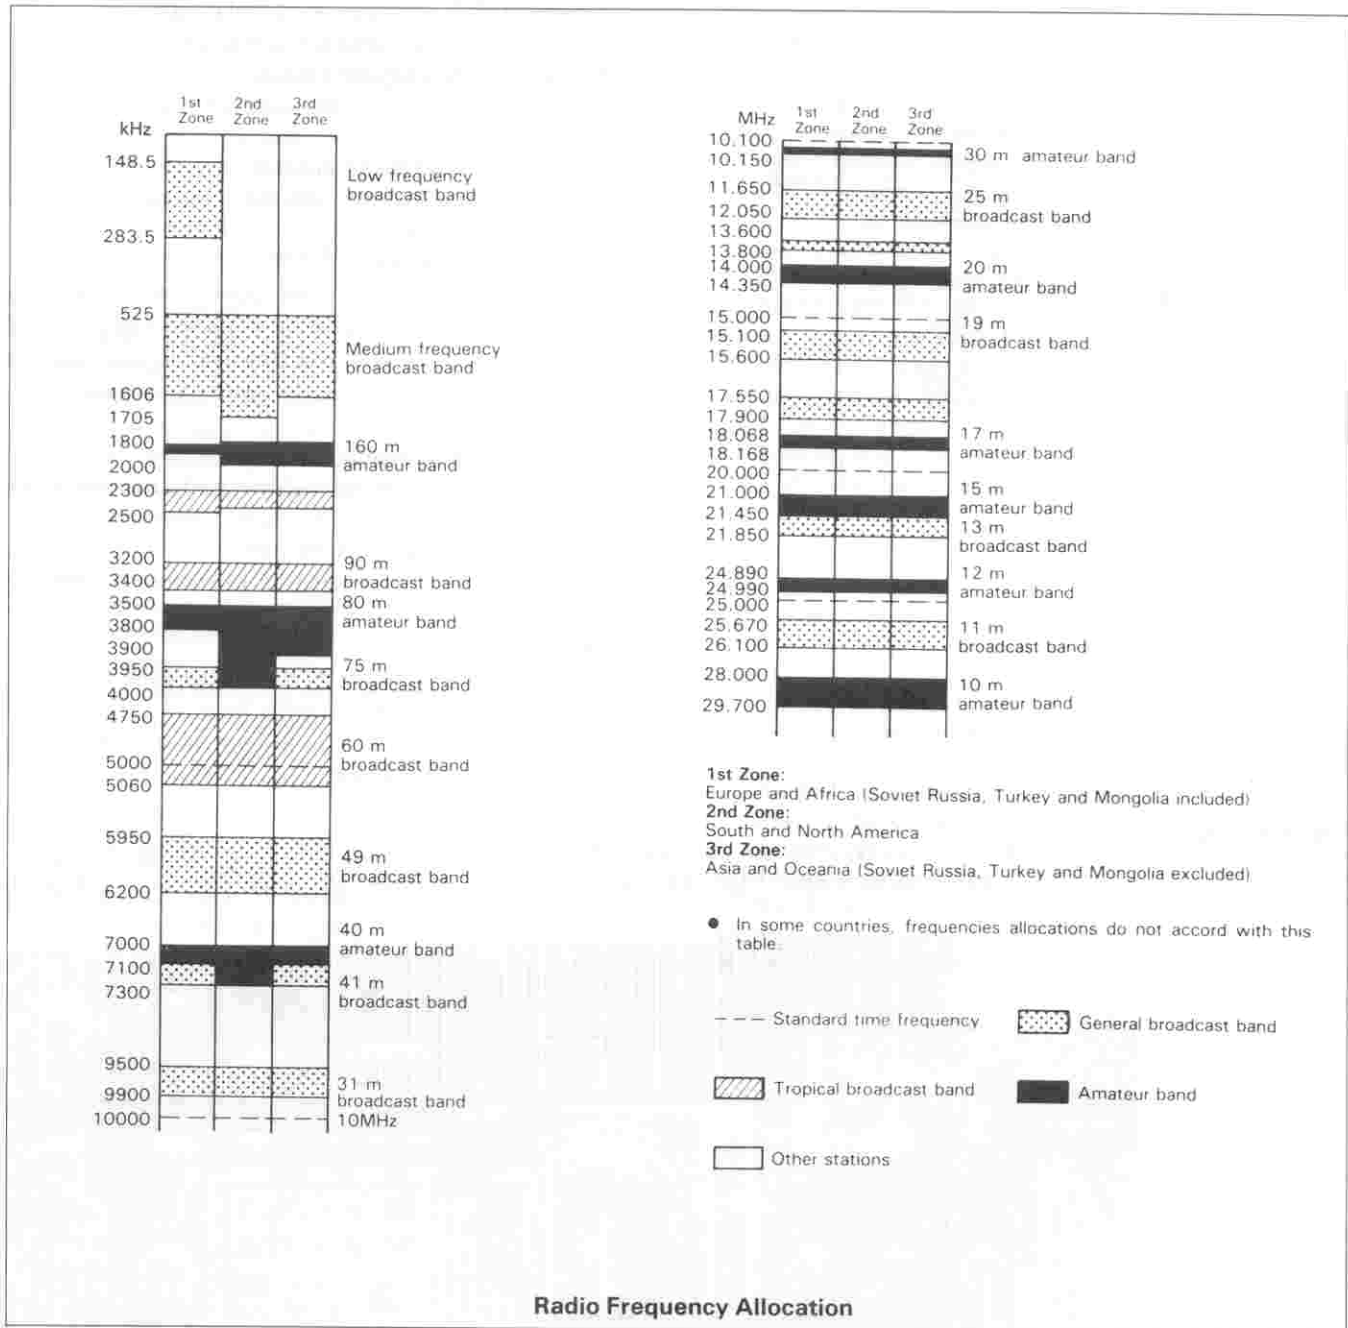 1st Zone 2nd Zone 3rd Zone
kHz
148.5
Low frequency
broadcast band
283.5
525
Medium frequency
broadcast band
1606
1705
1800
160 m
amateur band
2000
2300
2500
3200
90 m
broadcast band
3400
3500
80 m
amateur band
3800
3900
3950
75 m
broadcast band
4000
4750
60 m
broadcast band
5000
5060
5950
49 m
broadcast band
6200
40 m
amateur band
7000
7100
41 m
broadcast band
7300
9500
31 m
broadcast band
9900
10000
10MHz
1st Zone 2nd Zone 3rd Zone
MHz
10.100
10.150
30 m amateur band
11.650
25 m
broadcast band
12.050
13.600
13.800
14.000
20 m
amateur band
14.350
15.000
19 m
broadcast band
15.100
15.600
17.550
17.900
18.068
17 m
amateur band
18.168
20.000
21.000
15 m
amateur band
21.450
13 m
broadcast band
21.850
24.890
12 m
amateur band
24.990
25.000
25.670
11 m
broadcast band
26.100
28.000
10 m
amateur band
29.700
1st Zone:
Europe and Africa (Soviet Russia, Turkey and Mongolia included)
2nd Zone:
South and North America
3rd Zone:
Asia and Oceania (Soviet Russia, Turkey and Mongolia excluded)
● In some countries, frequencies allocations do not accord with this
table.
--- Standard time frequency
General broadcast band
Tropical broadcast band
Amateur band
Other stations
Radio Frequency Allocation